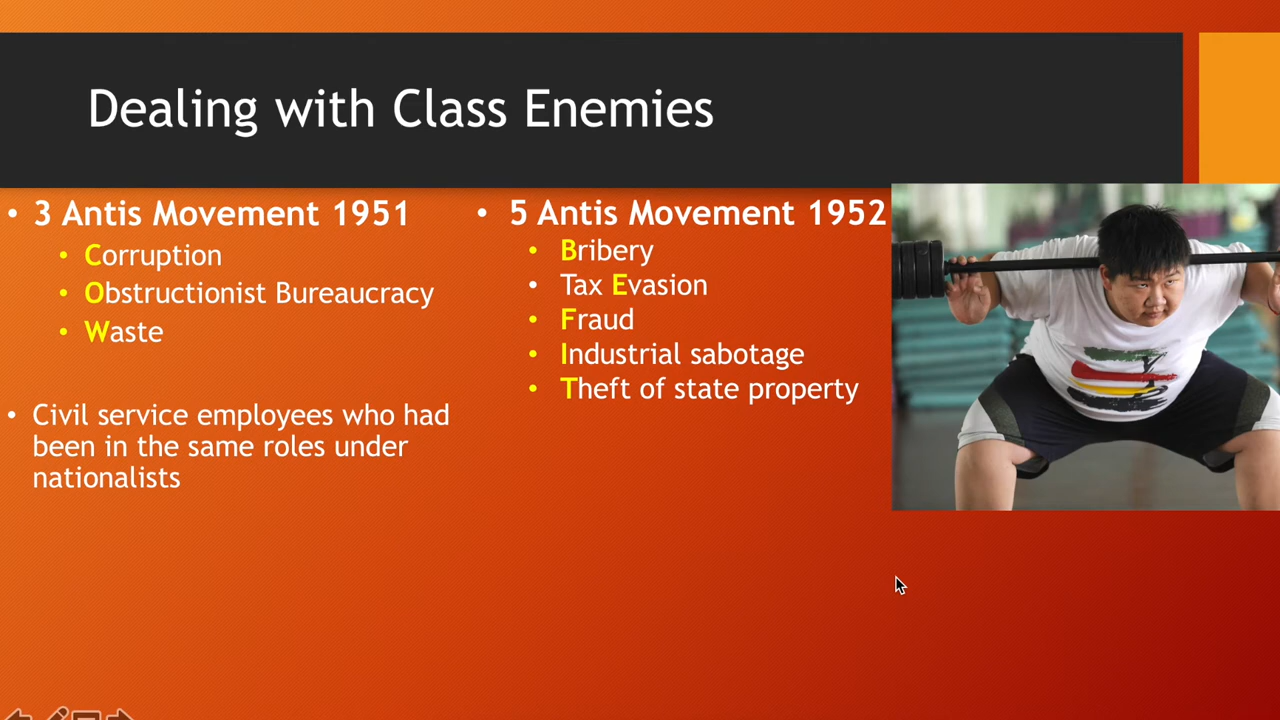 Dealing with Class Enemies
3 Antis Movement 1951
Corruption
Obstructionist Bureaucracy
Waste
Civil service employees who had
been in the same roles under
nationalists
5 Antis Movement 1952
Bribery
Tax Evasion
Fraud
Industrial sabotage
Theft of state property